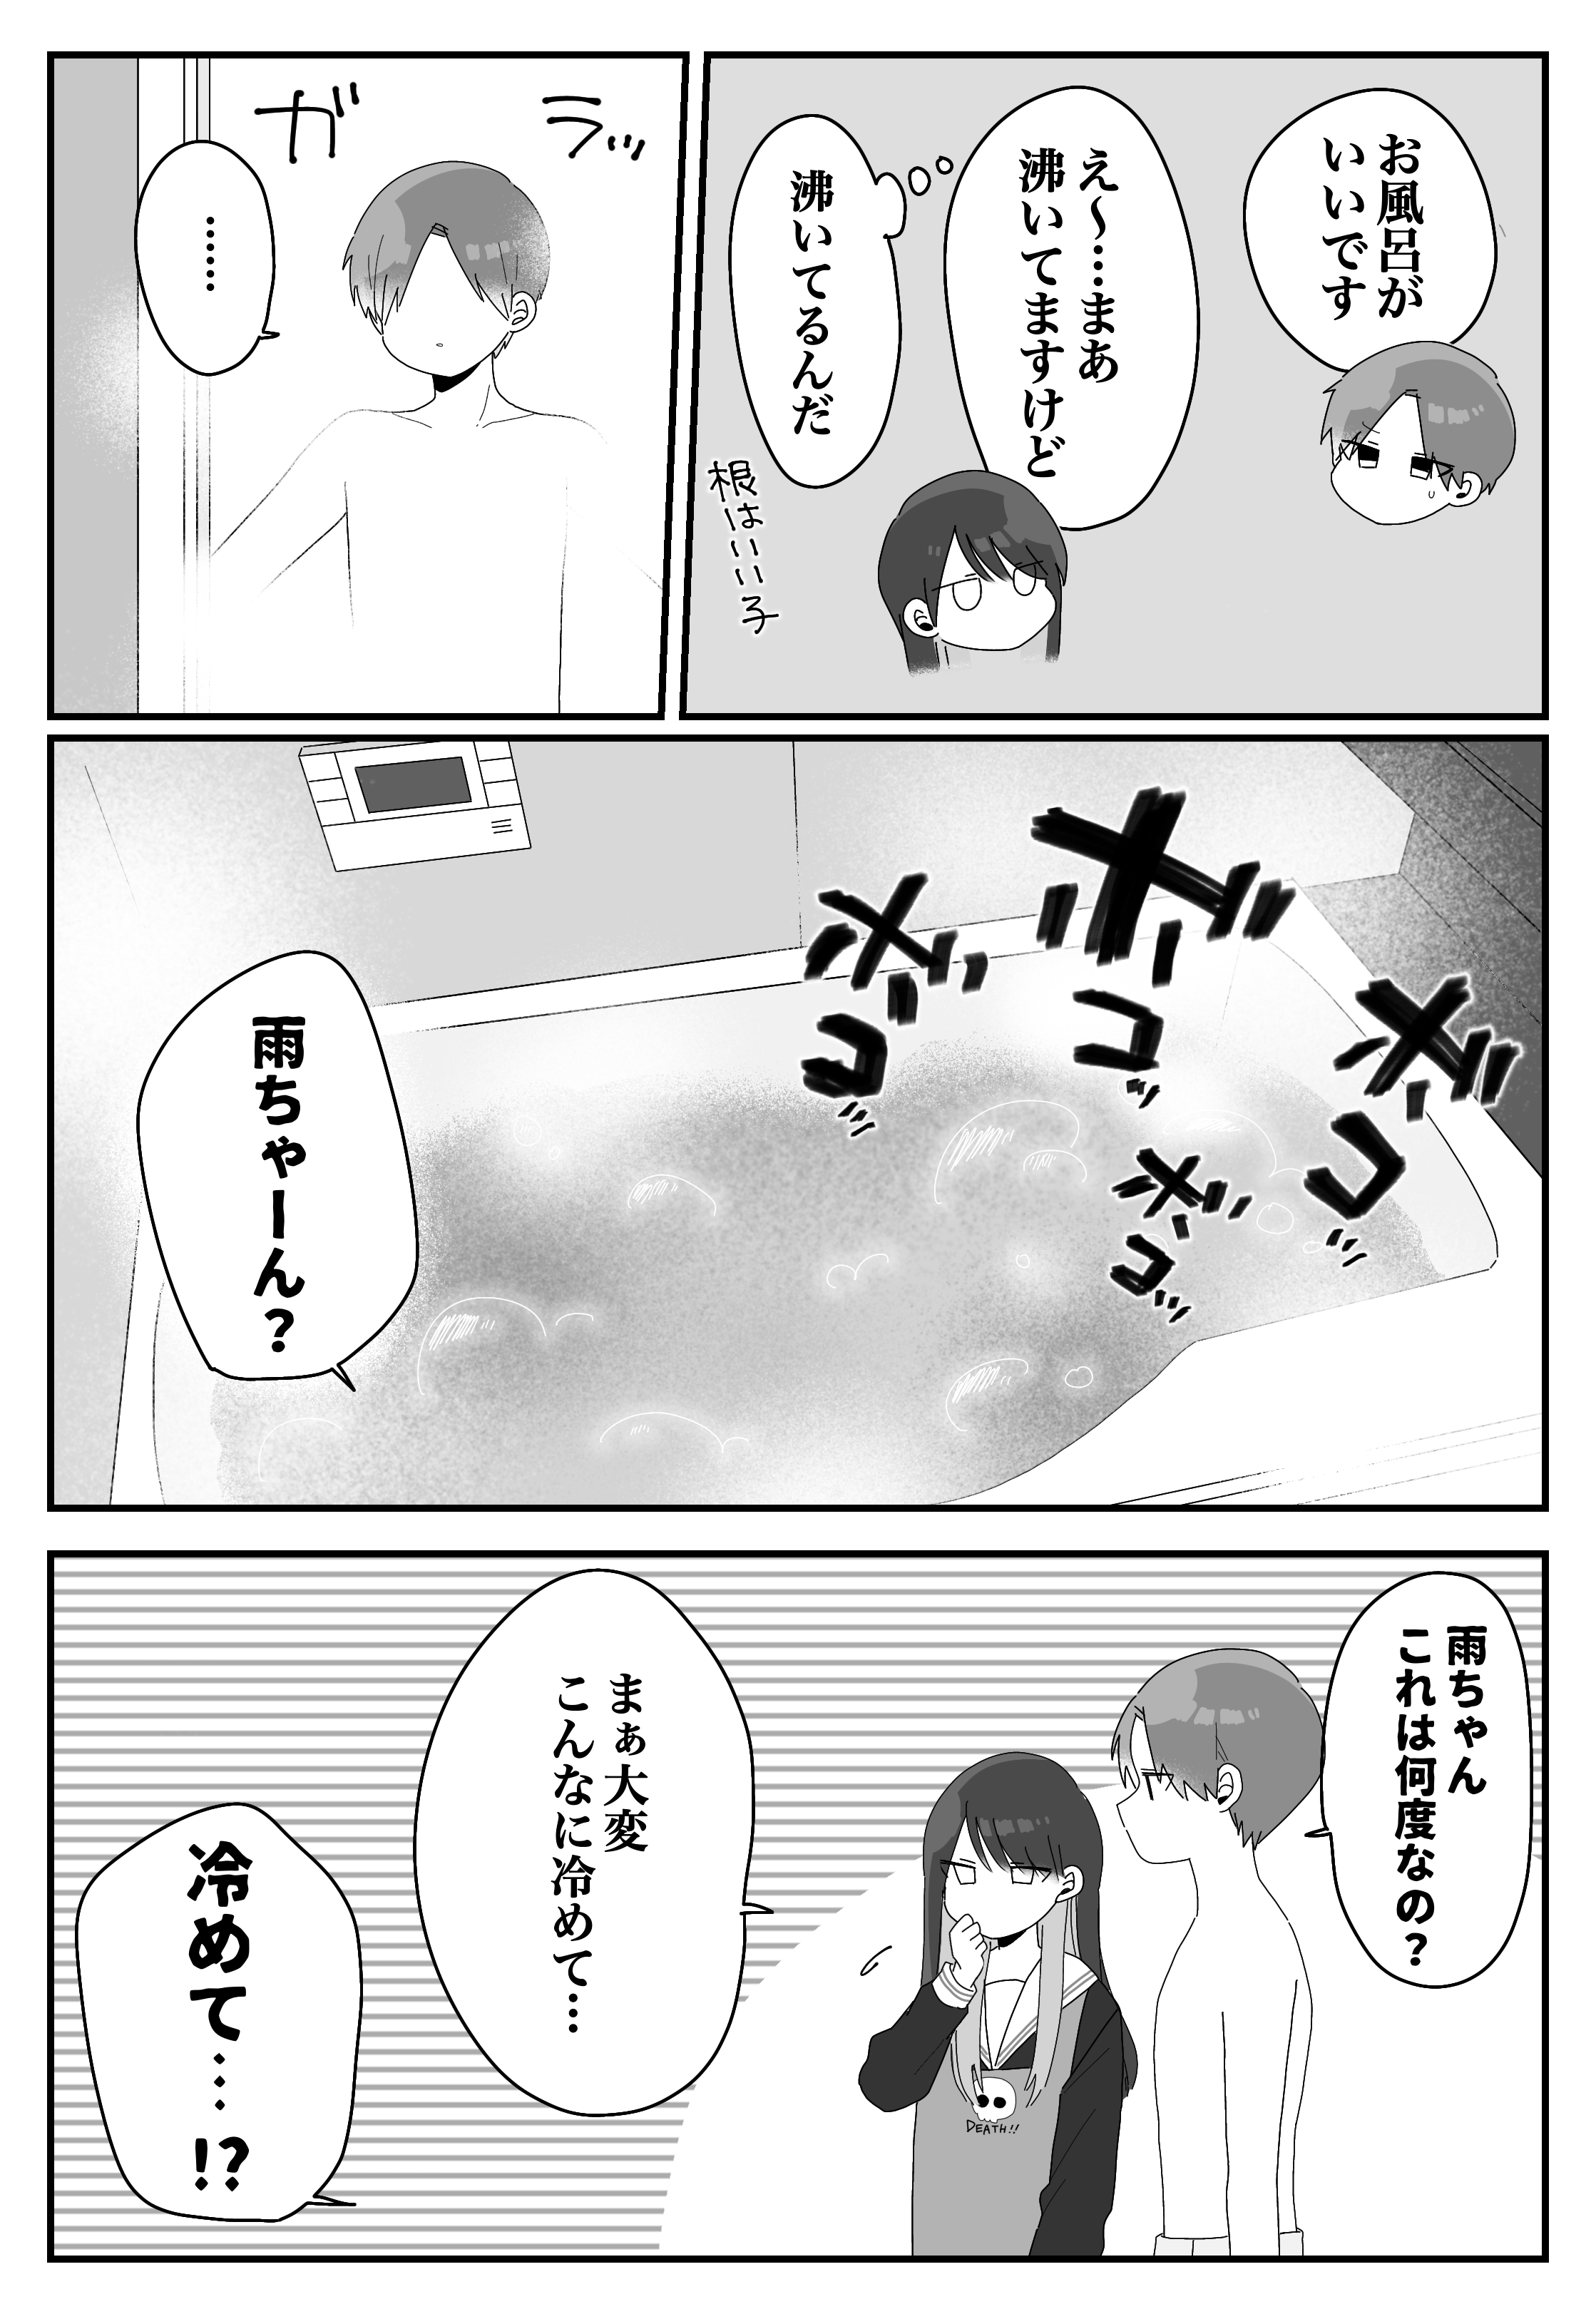 お風呂が
いいです
え〜…まあ
沸いてますけど
沸いてるんだ
根はいい子
ガラッ
……
ボコッ
ボコッ
ボコッ
ボコッ
雨ちゃーん？
雨ちゃん
これは何度なの？
まぁ大変
こんなに冷めて…
DEATH!!
冷めて…!?